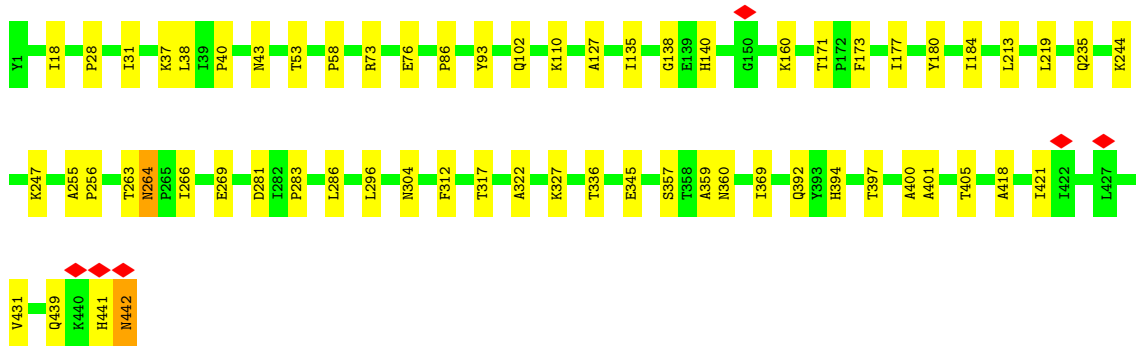 Y1 I18 P28 I31 K37 L38 I39 P40 N43 T53 P58 R73 E76 P86 Y93 Q102 K110 A127 I135 G138 E139 H140 G150 K160 T171 P172 F173 I177 Y180 I184 L213 L219 Q235 K244
K247 A255 P256 T263 N264 P265 I266 E269 D281 I282 P283 L286 L296 N304 F312 T317 A322 K327 T336 E345 S357 T358 A359 N360 I369 Q392 Y393 H394 T397 A400 A401 T405 A418 I421 I422 L427
V431 Q439 K440 H441 N442